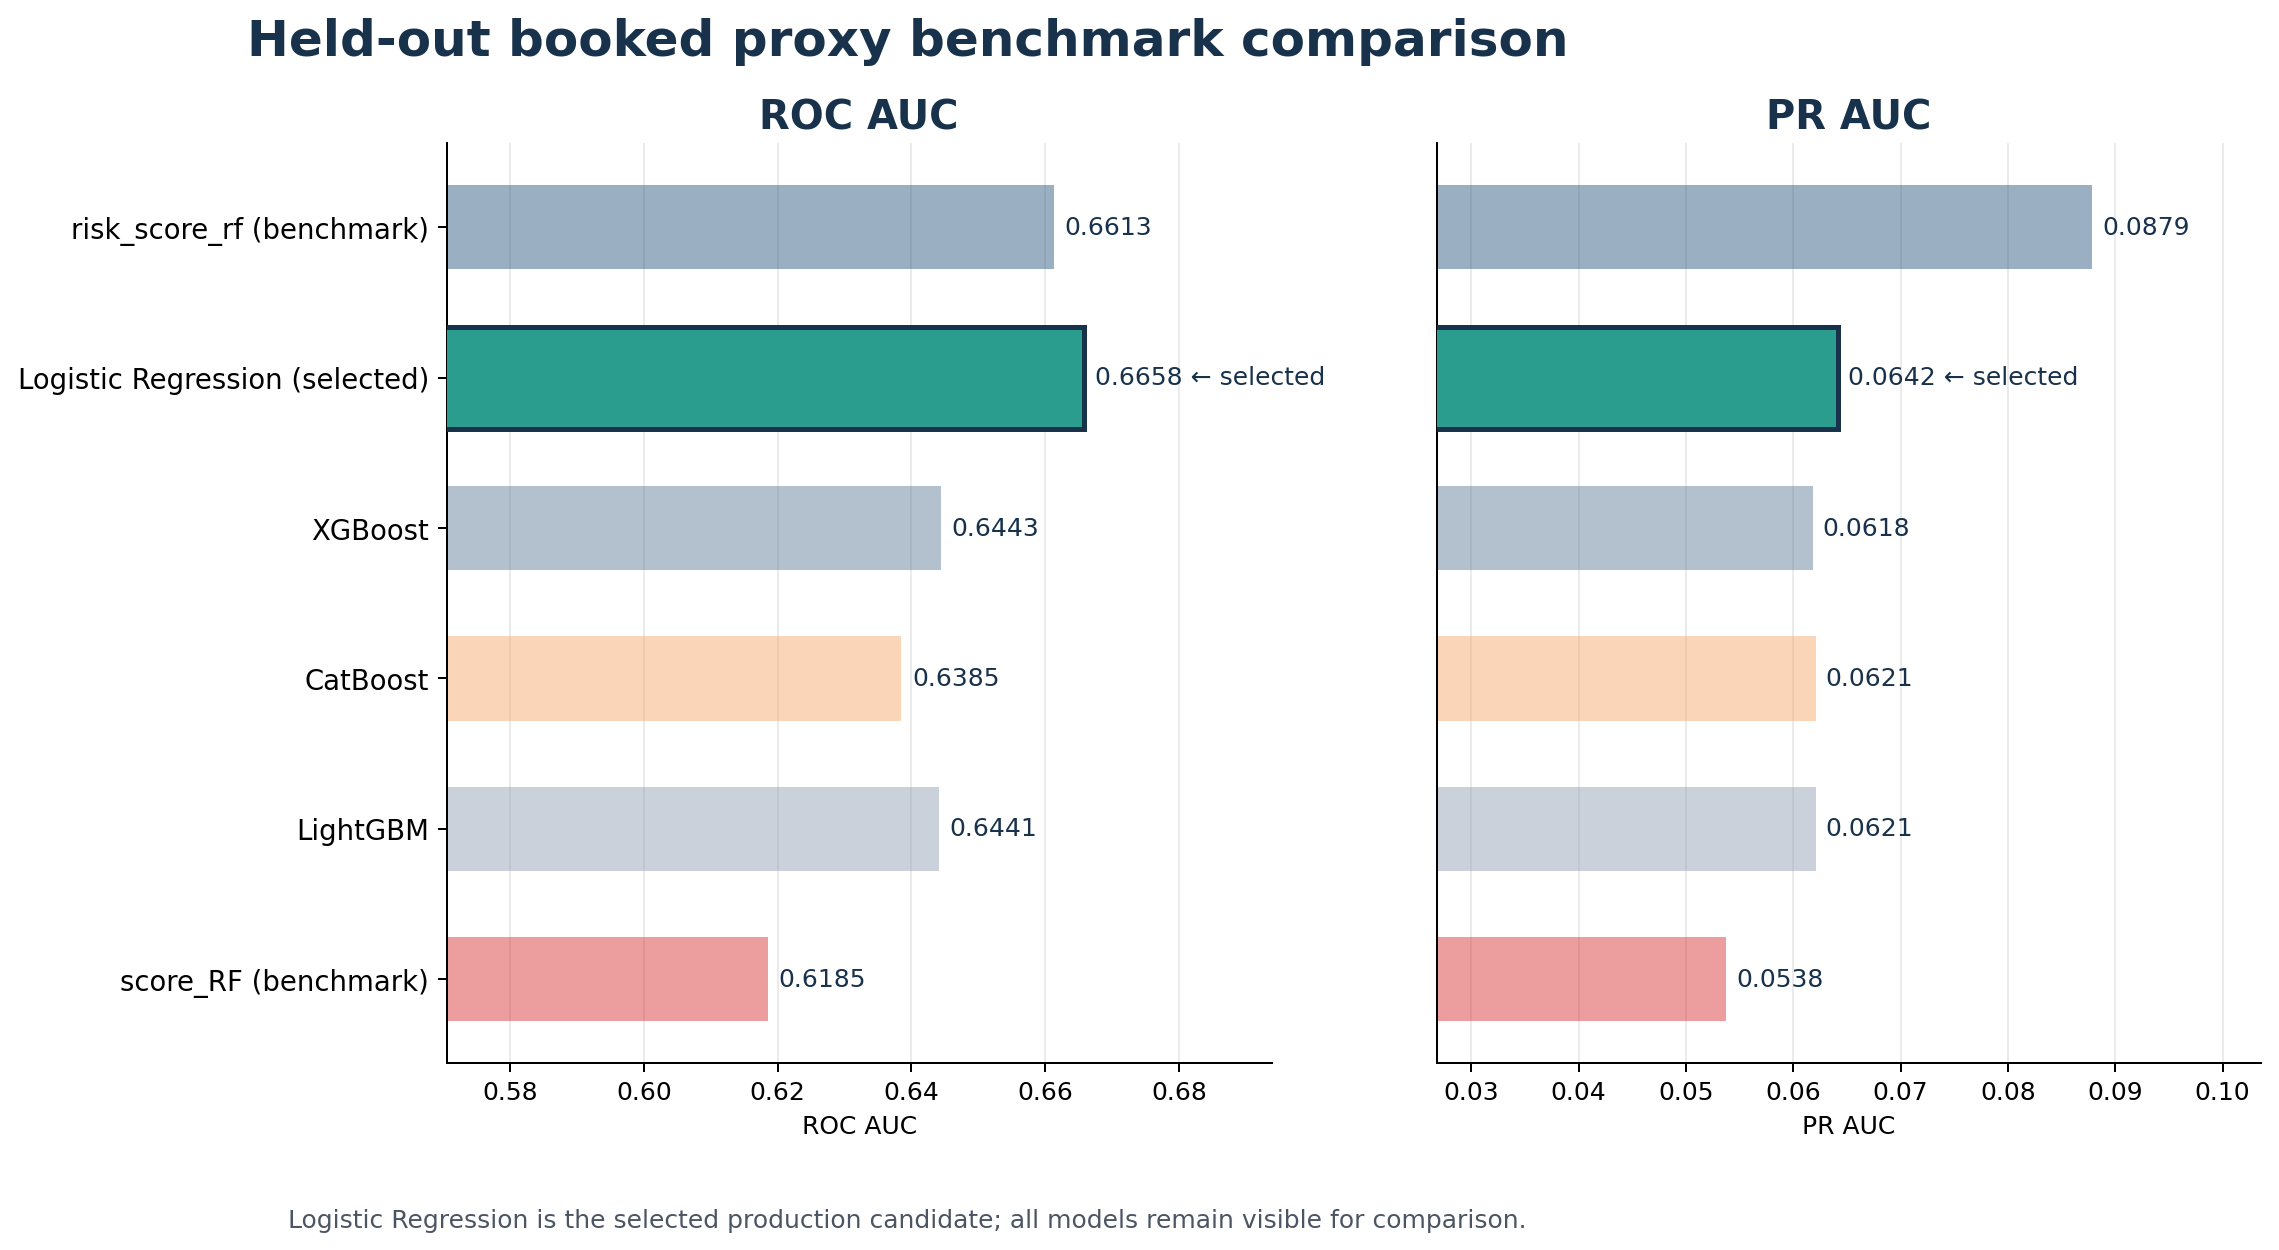 Held-out booked proxy benchmark comparison
ROC AUC
risk_score_rf (benchmark)
0.6613
Logistic Regression (selected)
0.6658 ← selected
XGBoost
0.6443
CatBoost
0.6385
LightGBM
0.6441
score_RF (benchmark)
0.6185
0.58 0.60 0.62 0.64 0.66 0.68
ROC AUC
PR AUC
0.0879
0.0642 ← selected
0.0618
0.0621
0.0621
0.0538
0.03 0.04 0.05 0.06 0.07 0.08 0.09 0.10
PR AUC
Logistic Regression is the selected production candidate; all models remain visible for comparison.